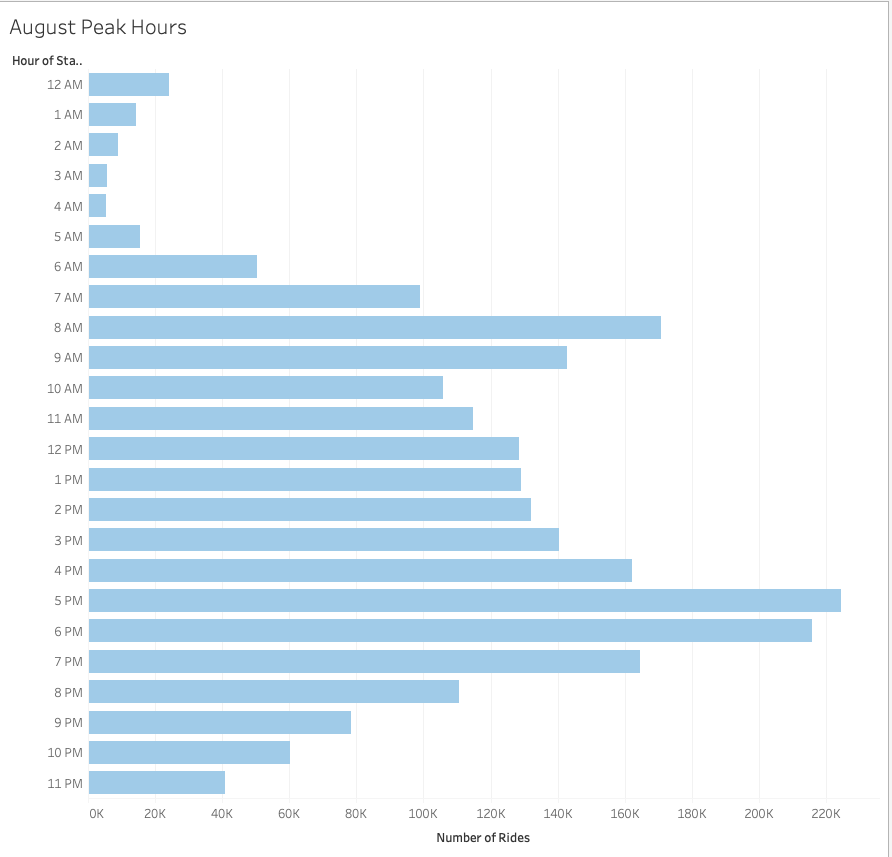 August Peak Hours
Hour of Sta..
12 AM
1 AM
2 AM
3 AM
4 AM
5 AM
6 AM
7 AM
8 AM
9 AM
10 AM
11 AM
12 PM
1 PM
2 PM
3 PM
4 PM
5 PM
6 PM
7 PM
8 PM
9 PM
10 PM
11 PM
0K 20K 40K 60K 80K 100K 120K 140K 160K 180K 200K 220K
Number of Rides